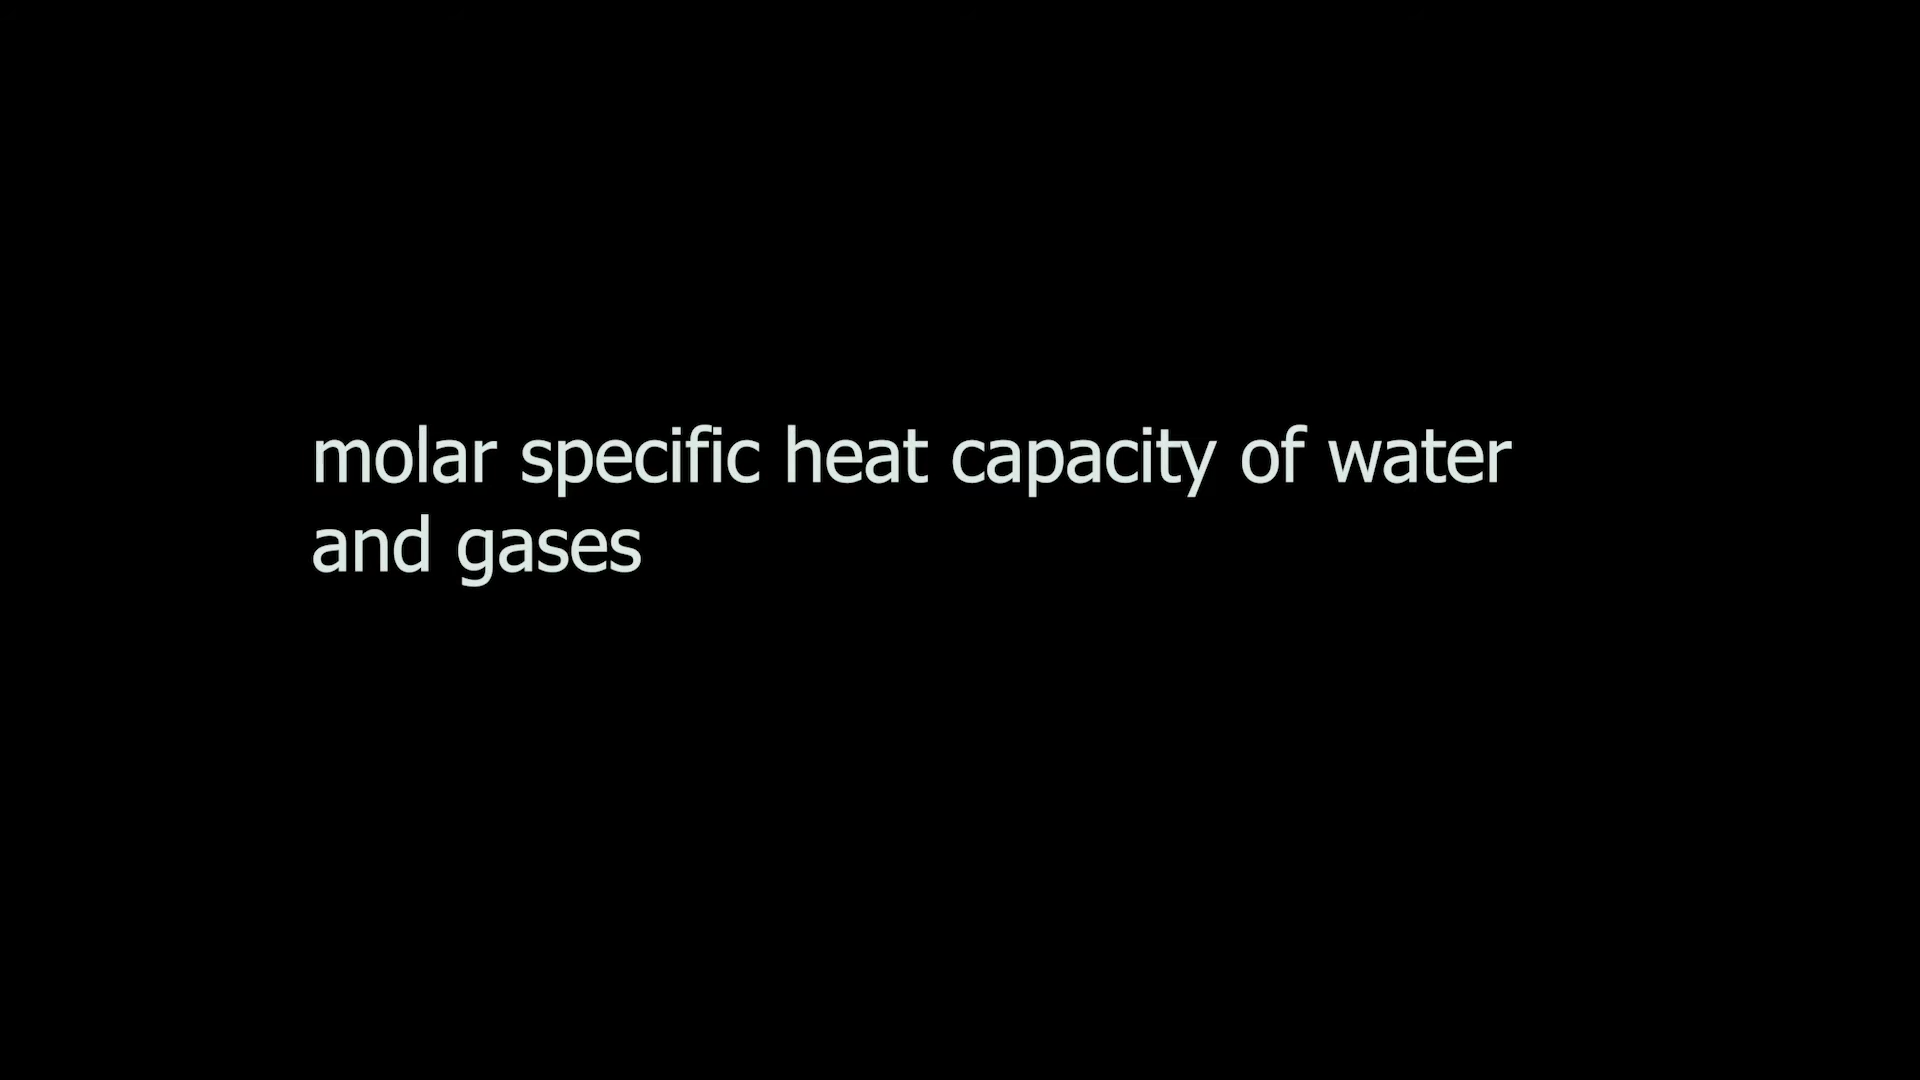 molar specific heat capacity of water
and gases